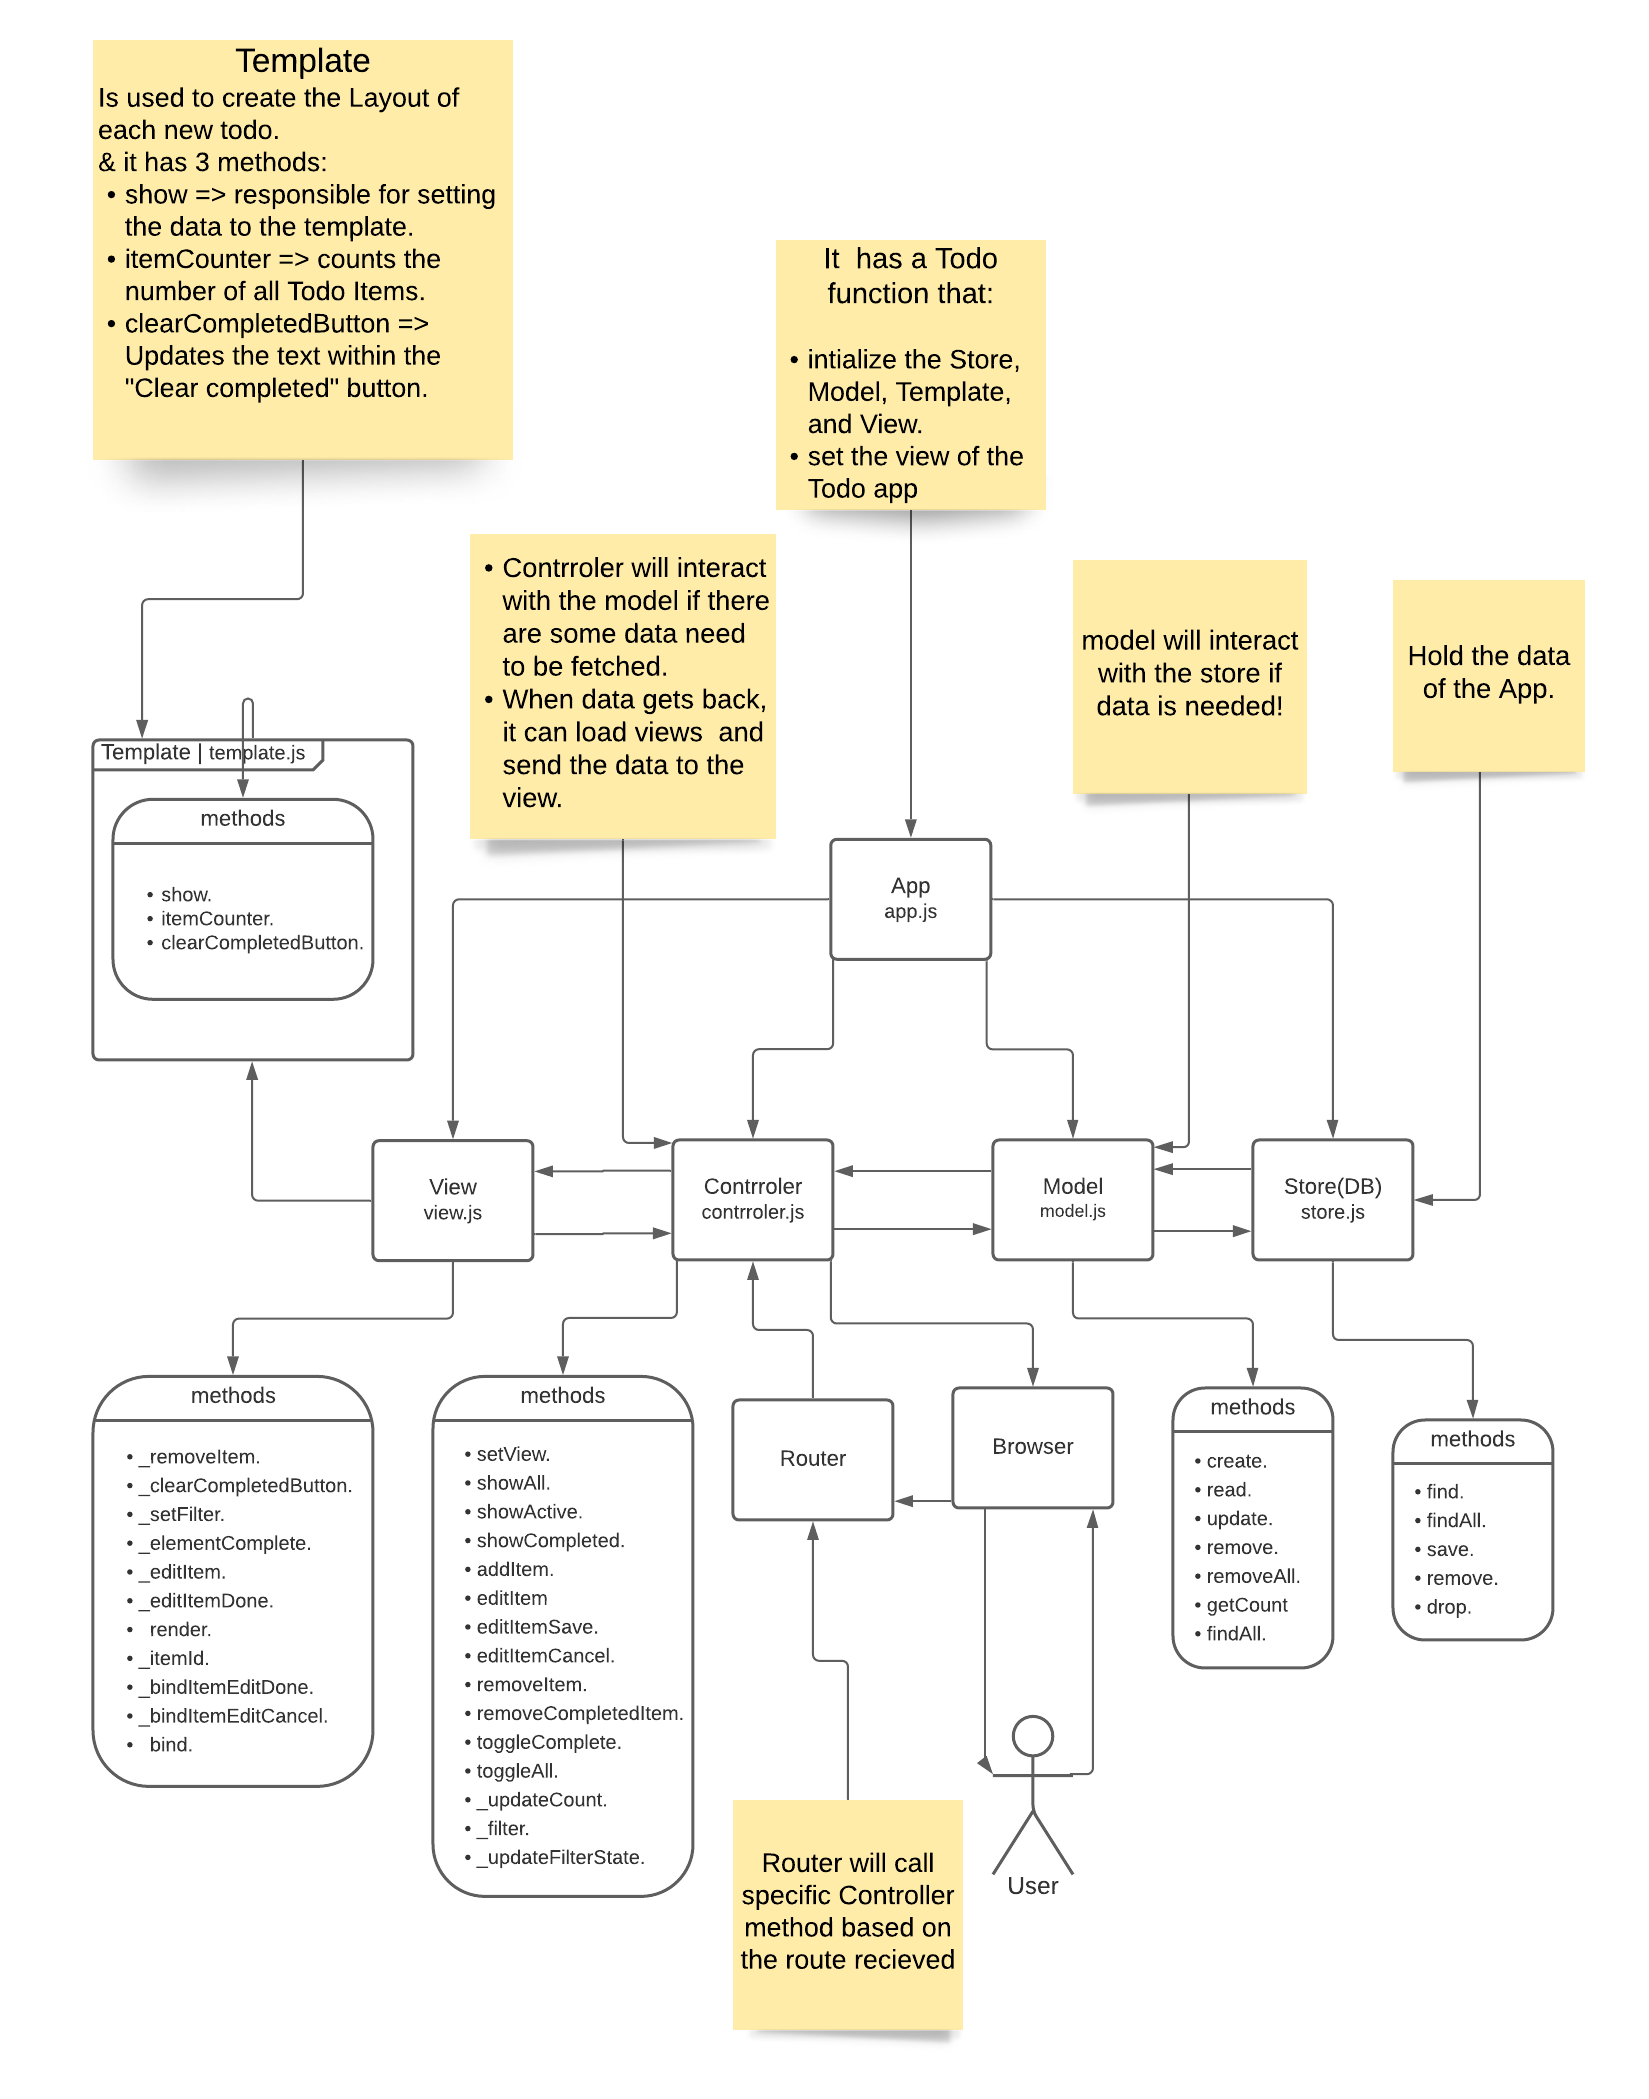 Template
Is used to create the Layout of
each new todo.
& it has 3 methods:
• show => responsible for setting
the data to the template.
• itemCounter => counts the
number of all Todo Items.
• clearCompletedButton =>
Updates the text within the
"Clear completed" button.
It  has a Todo
function that:
• intialize the Store,
Model, Template,
and View.
• set the view of the
Todo app
• Contrroler will interact
with the model if there
are some data need
to be fetched.
• When data gets back,
it can load views  and
send the data to the
view.
model will interact
with the store if
data is needed!
Hold the data
of the App.
Template | template.js
methods
• show.
• itemCounter.
• clearCompletedButton.
App
app.js
View
view.js
Contrroler
contrroler.js
Model
model.js
Store(DB)
store.js
methods
• _removeItem.
• _clearCompletedButton.
• _setFilter.
• _elementComplete.
• _editItem.
• _editItemDone.
• render.
• _itemId.
• _bindItemEditDone.
• _bindItemEditCancel.
• bind.
methods
• setView.
• showAll.
• showActive.
• showCompleted.
• addItem.
• editItem
• editItemSave.
• editItemCancel.
• removeItem.
• removeCompletedItem.
• toggleComplete.
• toggleAll.
• _updateCount.
• _filter.
• _updateFilterState.
Router
Browser
methods
• create.
• read.
• update.
• remove.
• removeAll.
• getCount
• findAll.
methods
• find.
• findAll.
• save.
• remove.
• drop.
User
Router will call
specific Controller
method based on
the route recieved